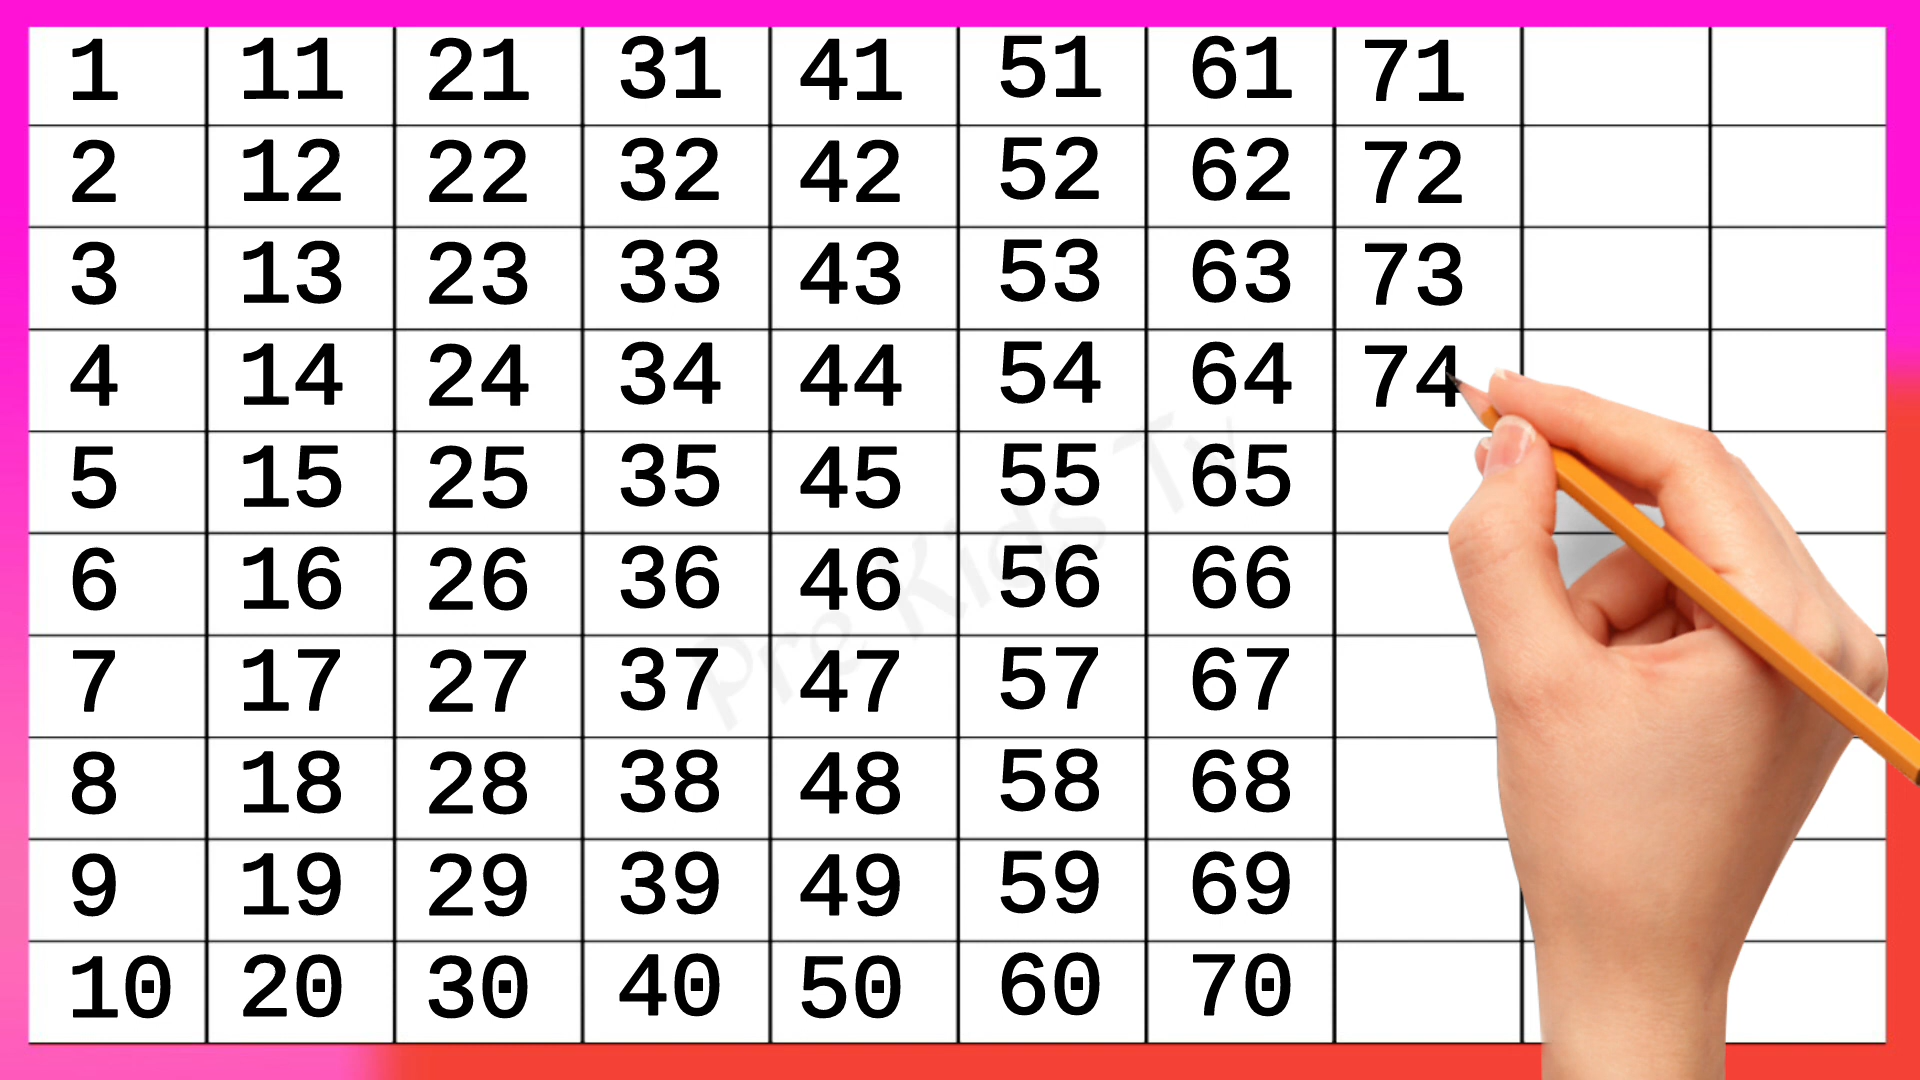 1 11 21 31 41 51 61 71
2 12 22 32 42 52 62 72
3 13 23 33 43 53 63 73
4 14 24 34 44 54 64 74
5 15 25 35 45 55 65
6 16 26 36 46 56 66
7 17 27 37 47 57 67
8 18 28 38 48 58 68
9 19 29 39 49 59 69
10 20 30 40 50 60 70
Pre Kids Tv